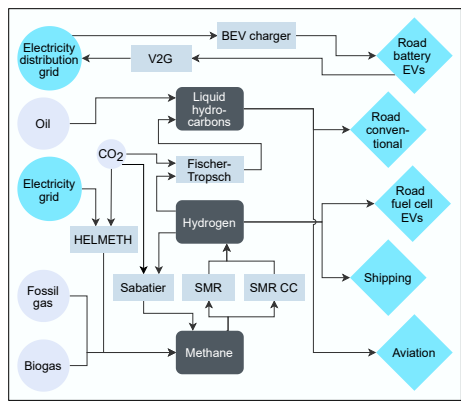 Electricity
distribution
grid
BEV charger
V2G
Road
battery
EVs
Oil
Liquid
hydro-
carbons
Road
conven-
tional
CO2
Fischer-
Tropsch
Electricity
grid
HELMETH
Hydrogen
Road
fuel cell
EVs
Fossil
gas
Sabatier
SMR
SMR CC
Shipping
Biogas
Methane
Aviation